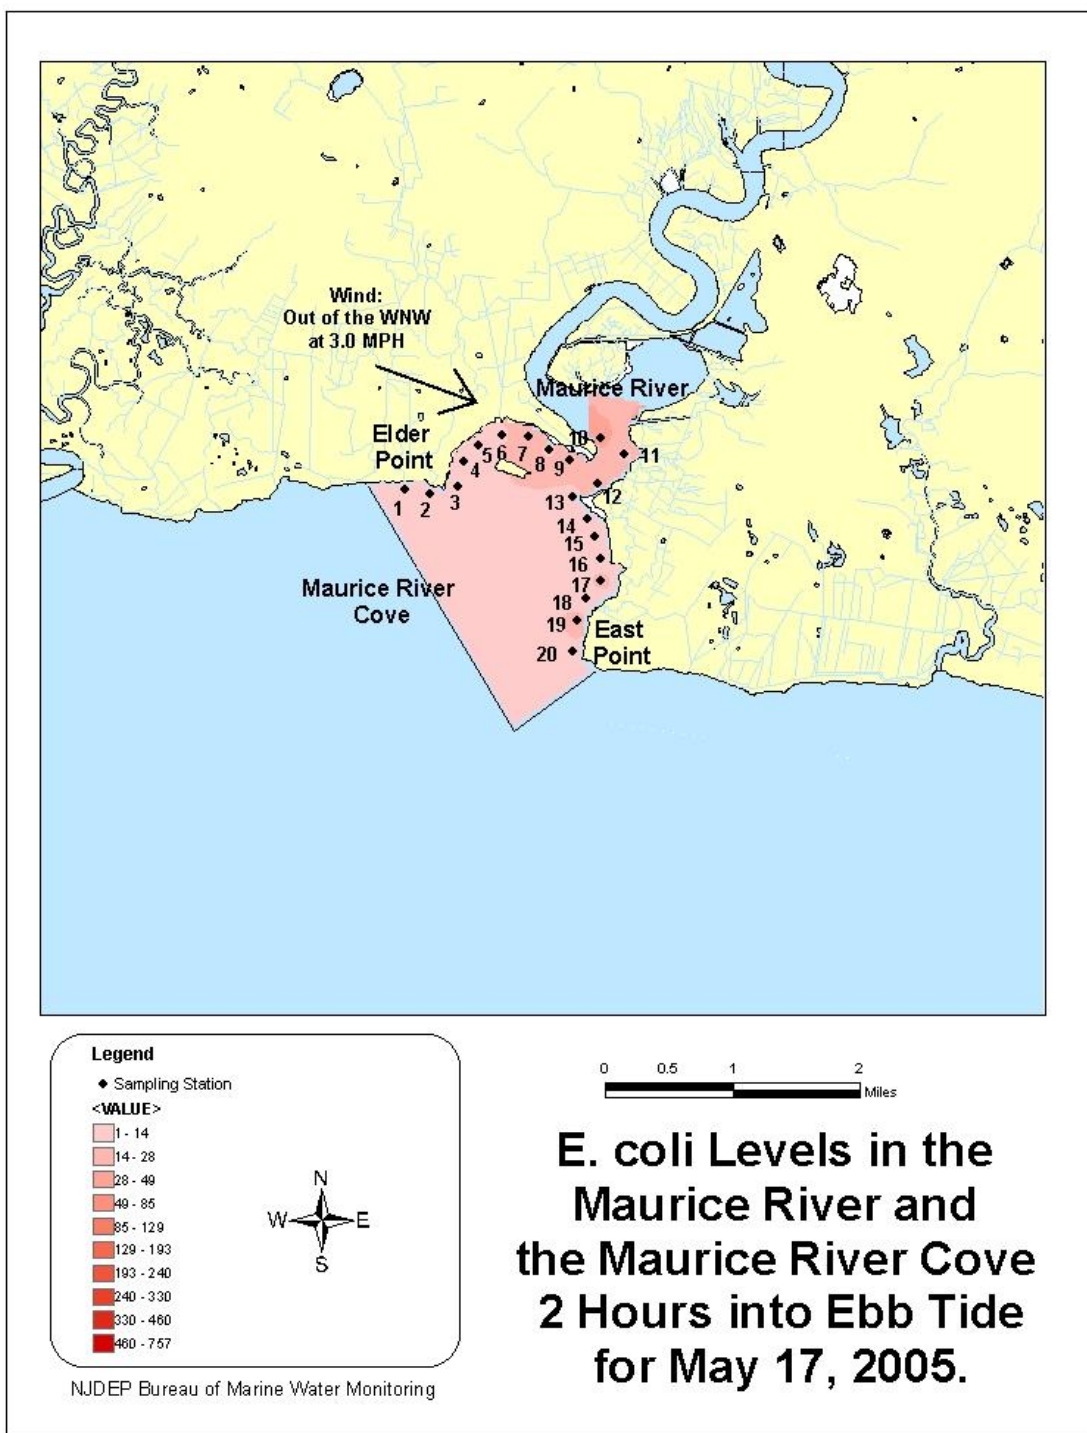 Wind:
Out of the WNW
at 3.0 MPH
Maurice River
Elder
Point
1
2
3
4
5
6
7
8
9
10
11
12
13
14
15
16
17
18
19
20
Maurice River
Cove
East
Point
Legend
Sampling Station
<VALUE>
1 - 14
14 - 28
28 - 49
49 - 85
85 - 129
129 - 193
193 - 240
240 - 330
330 - 460
460 - 757
N
W E
S
NJDEP Bureau of Marine Water Monitoring
0 0.5 1 2
Miles
E. coli Levels in the
Maurice River and
the Maurice River Cove
2 Hours into Ebb Tide
for May 17, 2005.